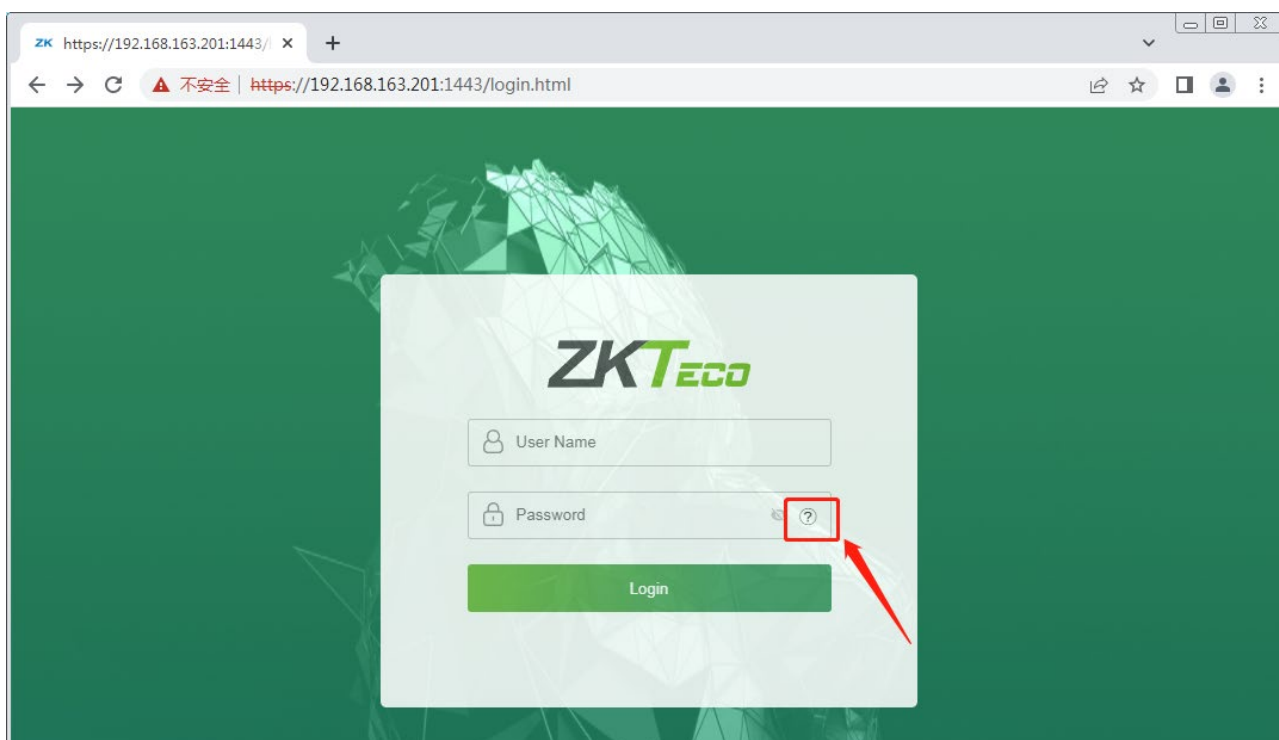 ZK https://192.168.163.201:1443/
不安全 | https://192.168.163.201:1443/login.html
ZKTECO
User Name
Password ?
Login